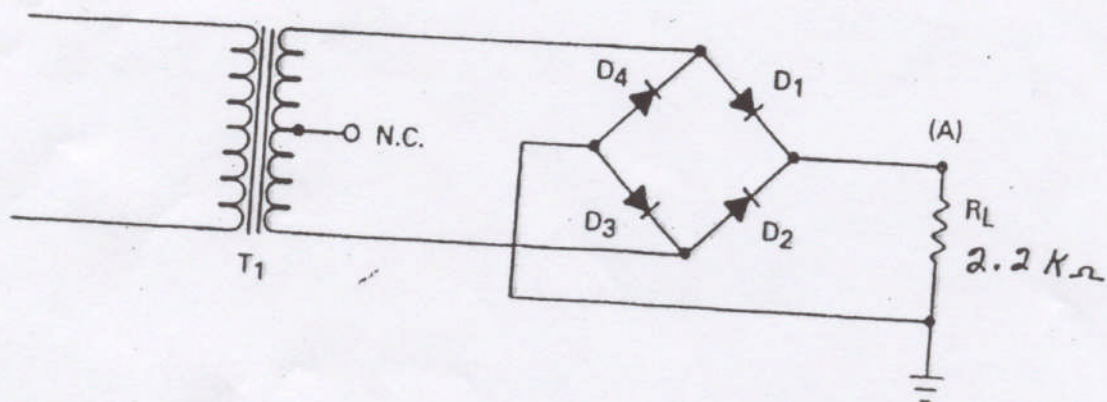 D4
D1
N.C.
(A)
D3
D2
RL
2.2 KΩ
T1